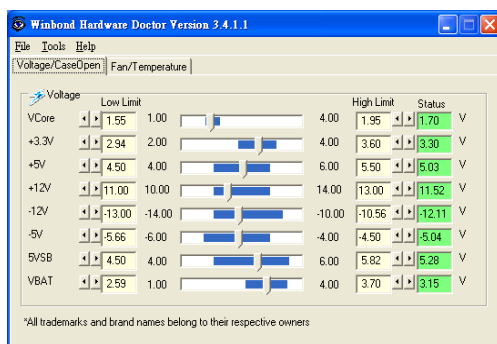 Winbond Hardware Doctor Version 3.4.1.1
File Tools Help
Voltage/CaseOpen Fan/Temperature
Voltage
Low Limit High Limit Status
VCore 1.55 1.00 4.00 1.95 1.70 V
+3.3V 2.94 2.00 4.00 3.60 3.30 V
+5V 4.50 4.00 6.00 5.50 5.03 V
+12V 11.00 10.00 14.00 13.00 11.52 V
-12V -13.00 -14.00 -10.00 -10.56 -12.11 V
-5V -5.66 -6.00 -4.00 -4.50 -5.04 V
5VSB 4.50 4.00 6.00 5.82 5.28 V
VBAT 2.59 1.00 4.00 3.70 3.15 V
*All trademarks and brand names belong to their respective owners